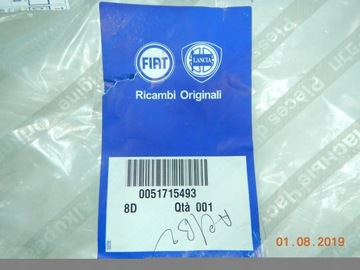 FIAT
LANCIA
Ricambi Originali
0051715493
8D Qtà 001
01.08.2019